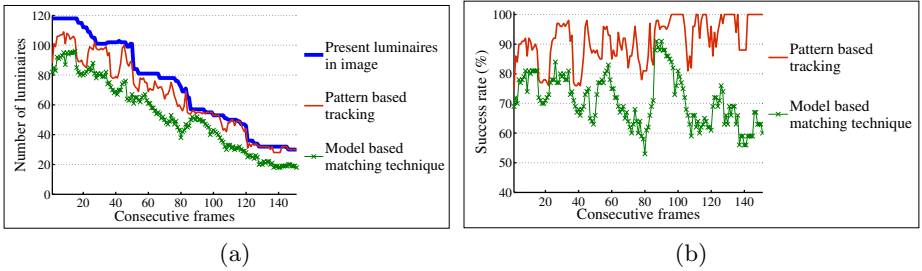 Number of luminaires
120
100
80
60
40
20
0
20 40 60 80 100 120 140
Consecutive frames
Present luminaires
in image
Pattern based
tracking
Model based
matching technique
(a)
Success rate (%)
100
90
80
70
60
50
40
20 40 60 80 100 120 140
Consecutive frames
Pattern based
tracking
Model based
matching technique
(b)